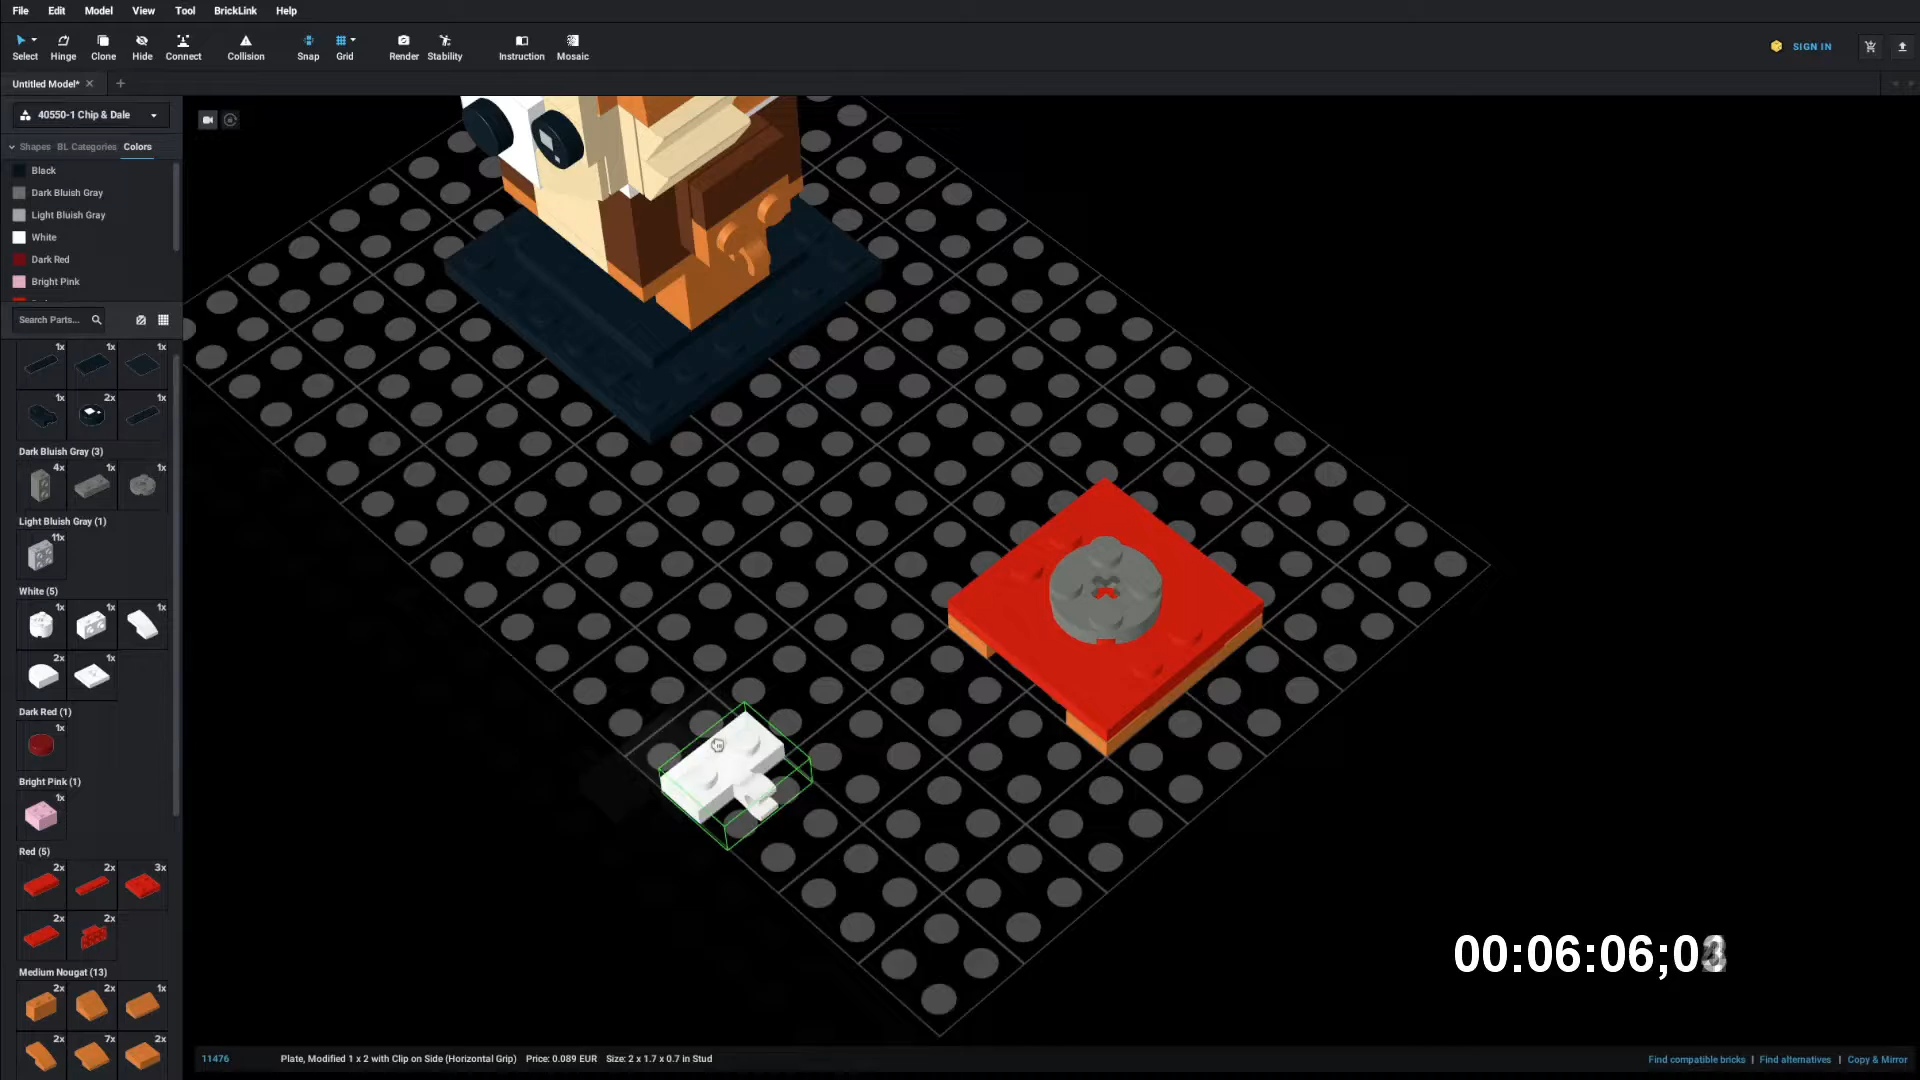 File Edit Model View Tool BrickLink Help
Select Hinge Clone Hide Connect Collision Snap Grid Render Stability Instruction Mosaic
SIGN IN
Untitled Model*
40550-1 Chip & Dale
Shapes BL Categories Colors
Black
Dark Bluish Gray
Light Bluish Gray
White
Dark Red
Bright Pink
Search Parts...
1x 1x 1x
1x 2x 1x
Dark Bluish Gray (3)
4x 1x 1x
Light Bluish Gray (1)
11x
White (5)
1x 1x 1x
2x 1x
Dark Red (1)
1x
Bright Pink (1)
1x
Red (5)
2x 2x 3x
2x 2x
Medium Nougat (13)
2x 2x 1x
2x 7x 2x
00:06:06;0
11476 Plate, Modified 1 x 2 with Clip on Side (Horizontal Grip) Price: 0.089 EUR Size: 2 x 1.7 x 0.7 in Stud
Find compatible bricks | Find alternatives | Copy & Mirror